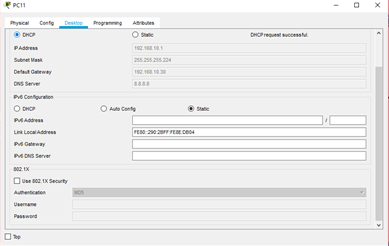 PC11
Physical Config Desktop Programming Attributes
DHCP Static DHCP request successful.
IP Address 192.168.10.1
Subnet Mask 255.255.255.224
Default Gateway 192.168.10.30
DNS Server 8.8.8.8
IPv6 Configuration
DHCP Auto Config Static
IPv6 Address /
Link Local Address FE80::290:2BFF:FE8E:DB04
IPv6 Gateway
IPv6 DNS Server
802.1X
Use 802.1X Security
Authentication MD5
Username
Password
Top